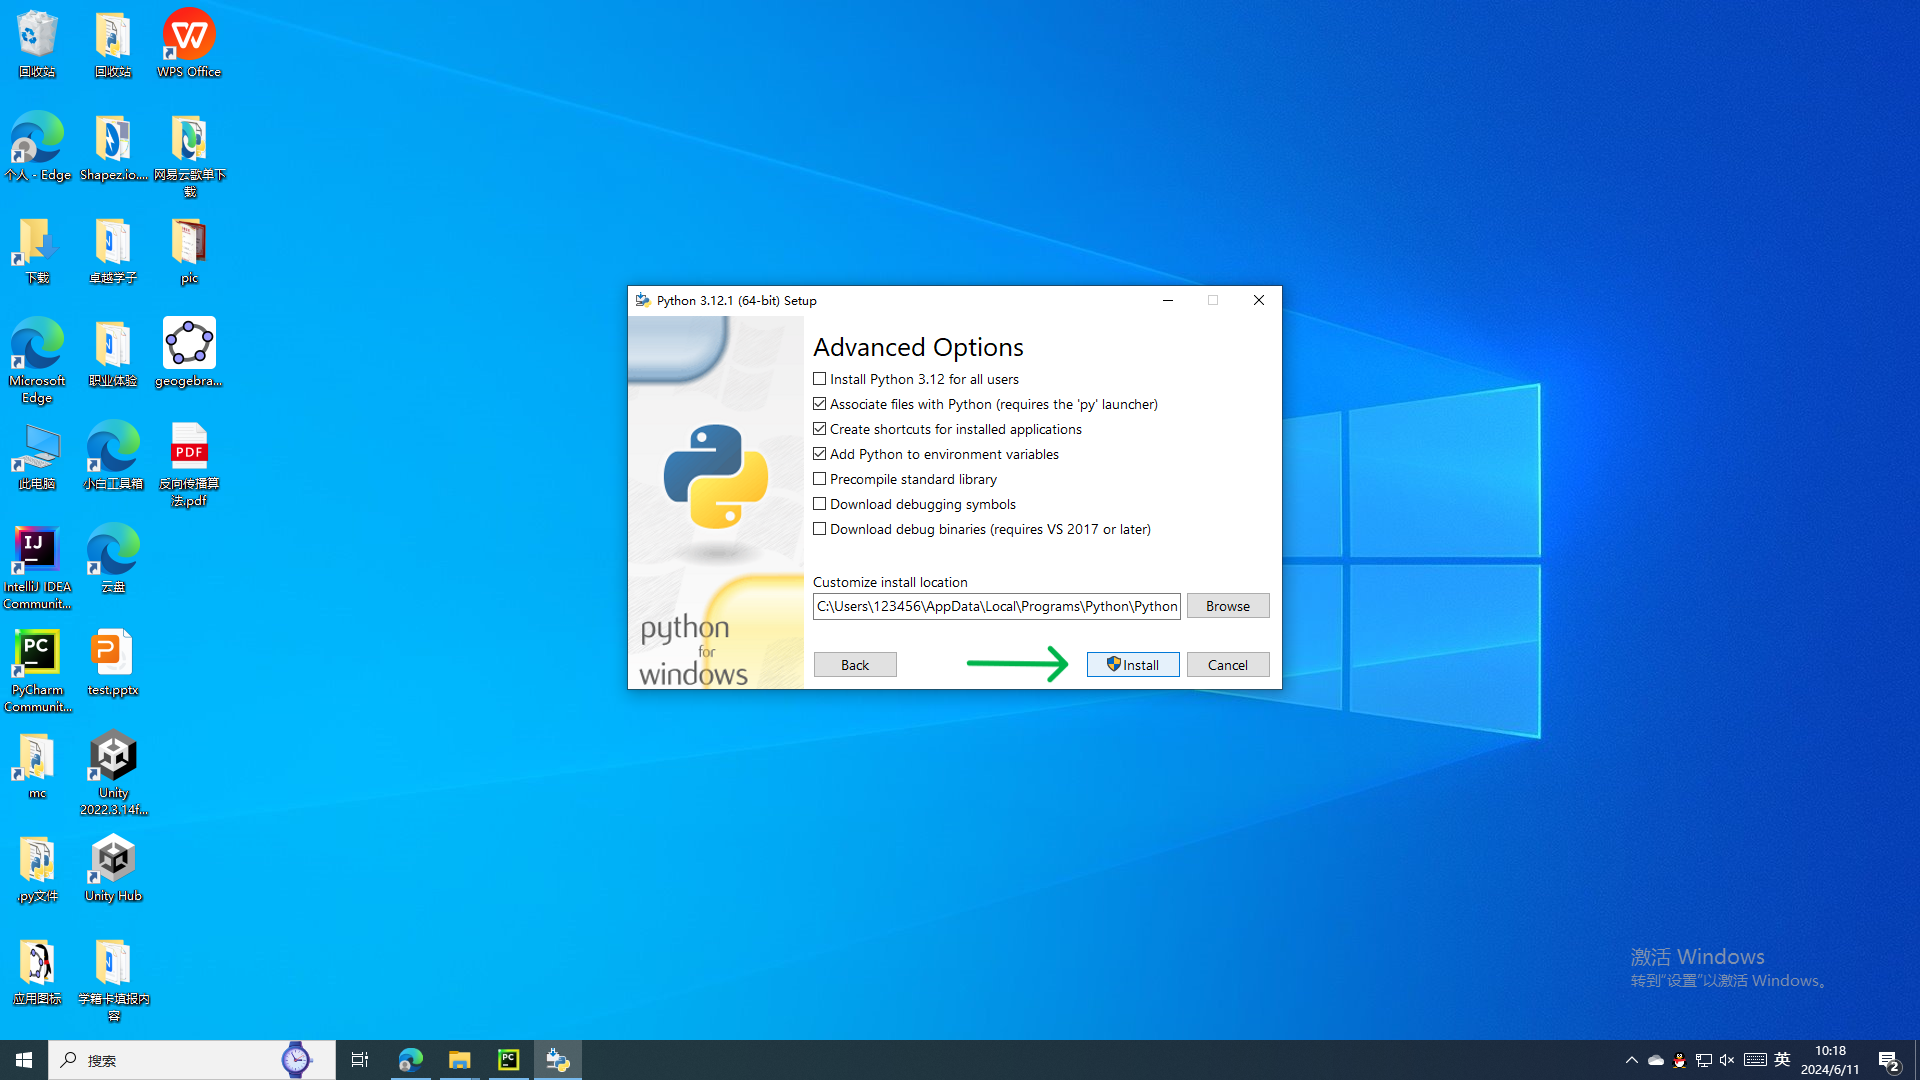 回收站
回收站
WPS Office
个人 - Edge
Shapez.io....
网易云歌单下
载
下载
卓越学子
pic
Microsoft
Edge
职业体验
geogebra...
此电脑
小白工具箱
PDF
反向传播算
法.pdf
IJ
IntelliJ IDEA
Communit...
云盘
PC
PyCharm
Communit...
test.pptx
mc
Unity
2022.3.14f...
.py文件
Unity Hub
应用图标
学籍卡填报内
容
Python 3.12.1 (64-bit) Setup
Advanced Options
Install Python 3.12 for all users
Associate files with Python (requires the 'py' launcher)
Create shortcuts for installed applications
Add Python to environment variables
Precompile standard library
Download debugging symbols
Download debug binaries (requires VS 2017 or later)
Customize install location
C:\Users\123456\AppData\Local\Programs\Python\Python
Browse
python
for
windows
Back
Install
Cancel
激活 Windows
转到"设置"以激活 Windows。
搜索
PC
英
10:18
2024/6/11
2